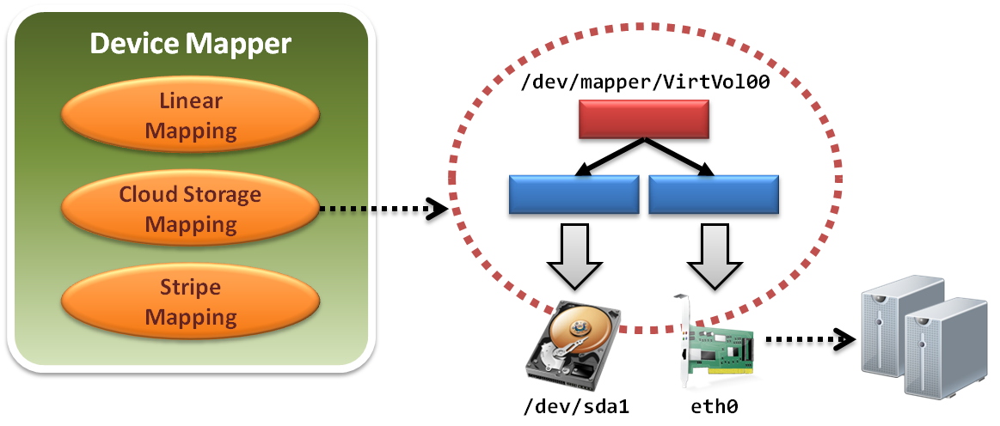 Device Mapper
Linear
Mapping
Cloud Storage
Mapping
Stripe
Mapping
/dev/mapper/VirtVol00
/dev/sda1
eth0